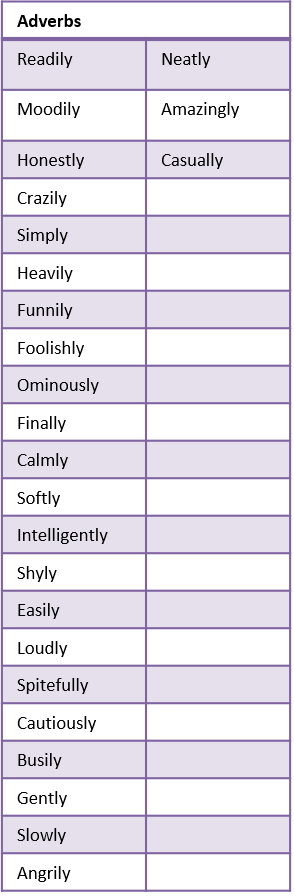 Adverbs
Readily Neatly
Moodily Amazingly
Honestly Casually
Crazily
Simply
Heavily
Funnily
Foolishly
Ominously
Finally
Calmly
Softly
Intelligently
Shyly
Easily
Loudly
Spitefully
Cautiously
Busily
Gently
Slowly
Angrily